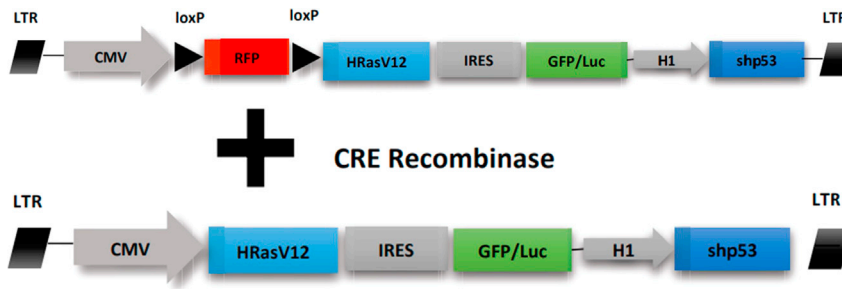 LTR loxP loxP LTR
CMV RFP HRasV12 IRES GFP/Luc H1 shp53
CRE Recombinase
LTR LTR
CMV HRasV12 IRES GFP/Luc H1 shp53